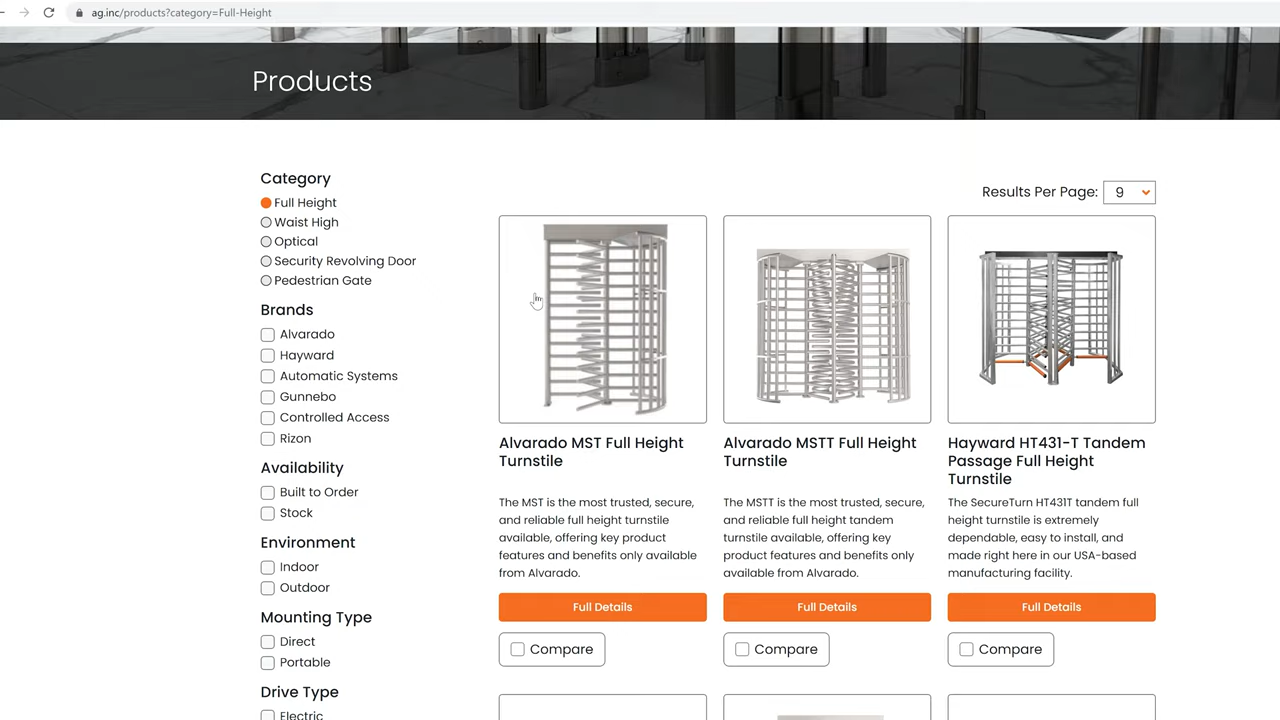 ag.inc/products?category=Full-Height
Products
Category
Full Height
Waist High
Optical
Security Revolving Door
Pedestrian Gate
Brands
Alvarado
Hayward
Automatic Systems
Gunnebo
Controlled Access
Rizon
Availability
Built to Order
Stock
Environment
Indoor
Outdoor
Mounting Type
Direct
Portable
Drive Type
Electric
Results Per Page: 9
Alvarado MST Full Height
Turnstile
The MST is the most trusted, secure,
and reliable full height turnstile
available, offering key product
features and benefits only available
from Alvarado.
Full Details
Compare
Alvarado MSTT Full Height
Turnstile
The MSTT is the most trusted, secure,
and reliable full height tandem
turnstile available, offering key
product features and benefits only
available from Alvarado.
Full Details
Compare
Hayward HT431-T Tandem
Passage Full Height
Turnstile
The SecureTurn HT431T tandem full
height turnstile is extremely
dependable, easy to install, and
made right here in our USA-based
manufacturing facility.
Full Details
Compare